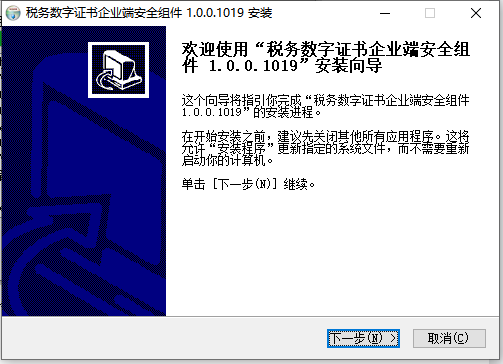 税务数字证书企业端安全组件 1.0.0.1019 安装
欢迎使用“税务数字证书企业端安全组
件 1.0.0.1019”安装向导
这个向导将指引你完成“税务数字证书企业端安全组件
1.0.0.1019”的安装进程。
在开始安装之前，建议先关闭其他所有应用程序。这将
允许“安装程序”更新指定的系统文件，而不需要重新
启动你的计算机。
单击 [下一步(N)] 继续。
下一步(N) >
取消(C)